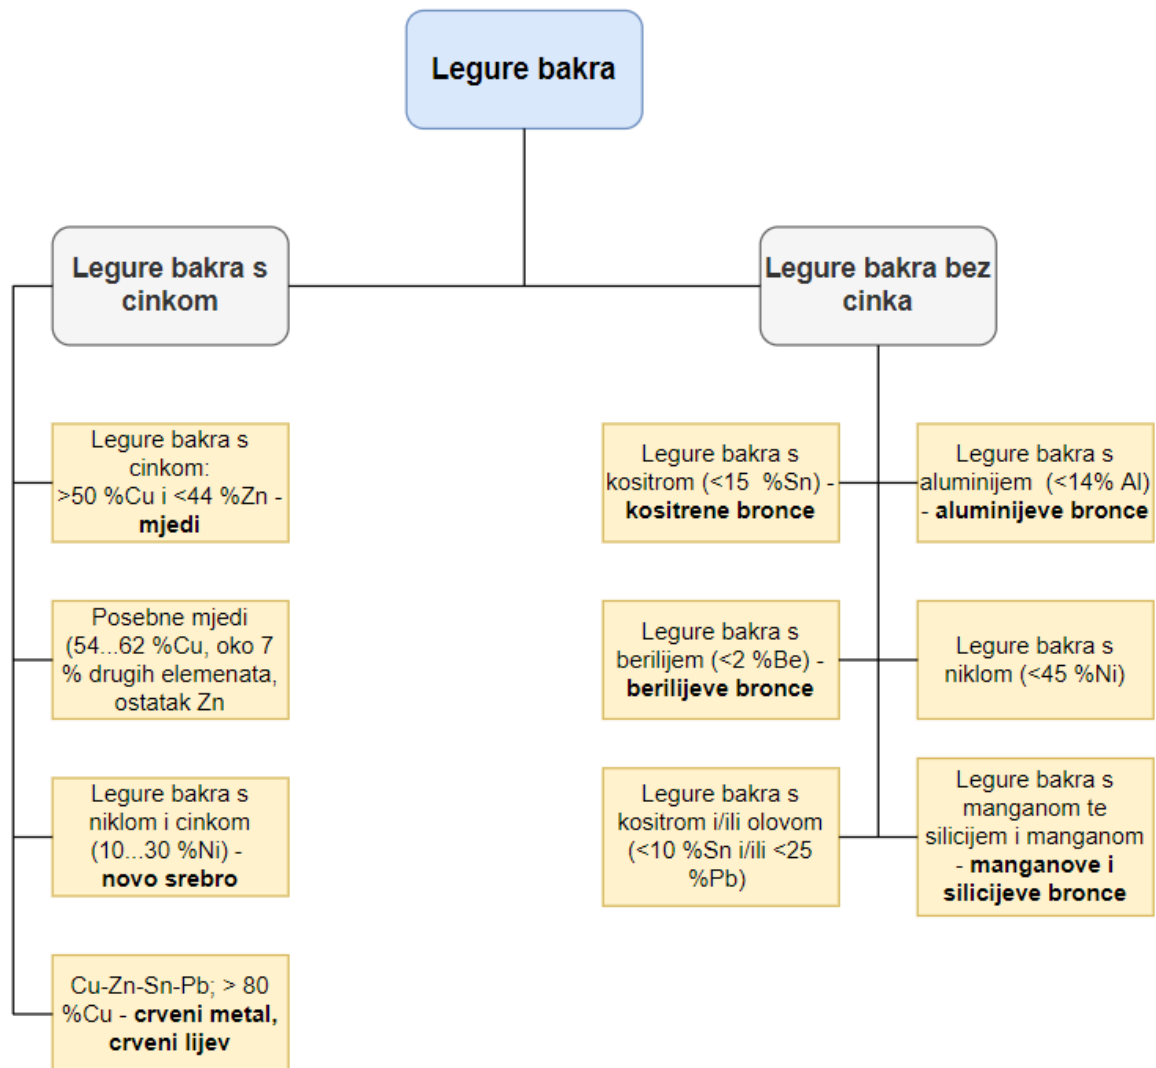 Legure bakra
Legure bakra s
cinkom
Legure bakra bez
cinka
Legure bakra s
cinkom:
>50 %Cu i <44 %Zn -
mjedi
Posebne mjedi
(54...62 %Cu, oko 7
% drugih elemenata,
ostatak Zn
Legure bakra s
niklom i cinkom
(10...30 %Ni) -
novo srebro
Cu-Zn-Sn-Pb; > 80
%Cu - crveni metal,
crveni lijev
Legure bakra s
kositrom (<15 %Sn) -
kositrene bronce
Legure bakra s
aluminijem (<14% Al)
- aluminijeve bronce
Legure bakra s
berilijem (<2 %Be) -
berilijeve bronce
Legure bakra s
niklom (<45 %Ni)
Legure bakra s
kositrom i/ili olovom
(<10 %Sn i/ili <25
%Pb)
Legure bakra s
manganom te
silicijem i manganom
- manganove i
silicijeve bronce